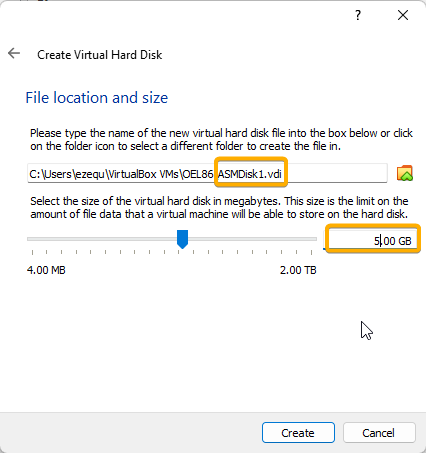 ?
Create Virtual Hard Disk
File location and size
Please type the name of the new virtual hard disk file into the box below or click
on the folder icon to select a different folder to create the file in.
C:\Users\ezequ\VirtualBox VMs\OEL86\ASMDisk1.vdi
Select the size of the virtual hard disk in megabytes. This size is the limit on the
amount of file data that a virtual machine will be able to store on the hard disk.
5.00 GB
4.00 MB 2.00 TB
Create Cancel